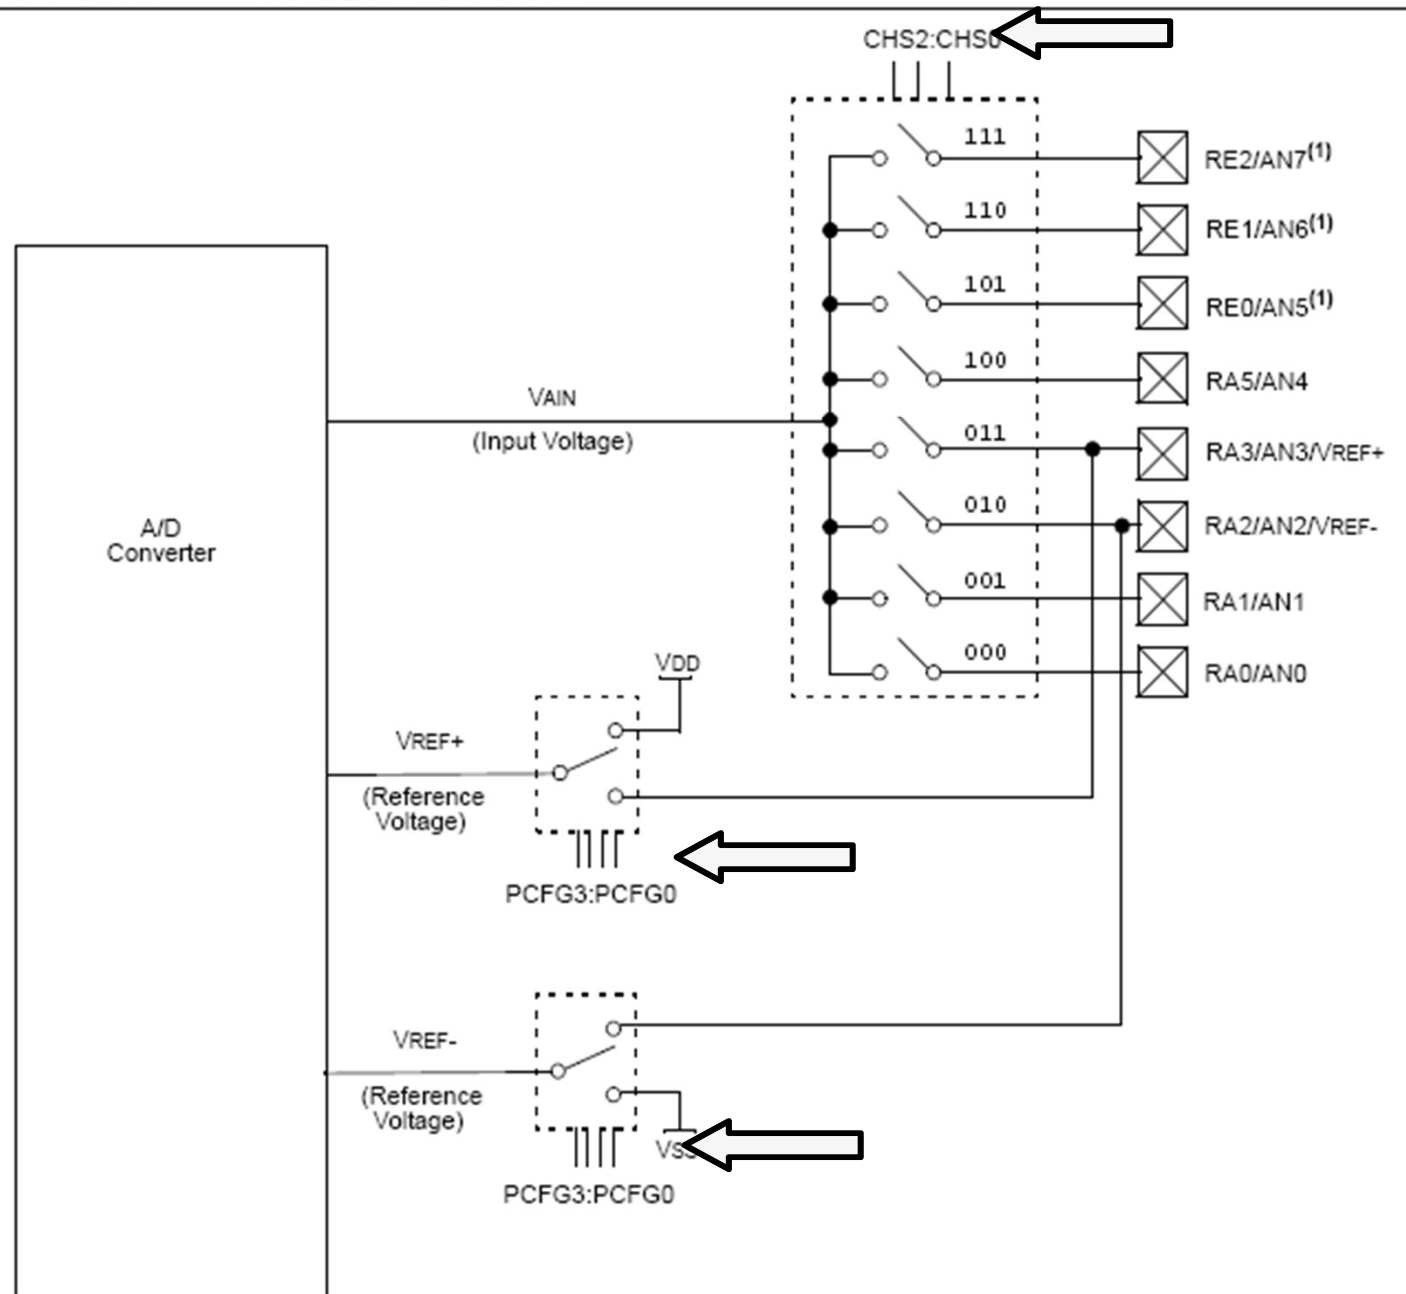 CHS2:CHS0
111
RE2/AN7(1)
110
RE1/AN6(1)
101
RE0/AN5(1)
100
RA5/AN4
VAIN
(Input Voltage)
011
RA3/AN3/VREF+
A/D
Converter
010
RA2/AN2/VREF-
001
RA1/AN1
000
RA0/AN0
VDD
VREF+
(Reference
Voltage)
PCFG3:PCFG0
VREF-
(Reference
Voltage)
VSS
PCFG3:PCFG0